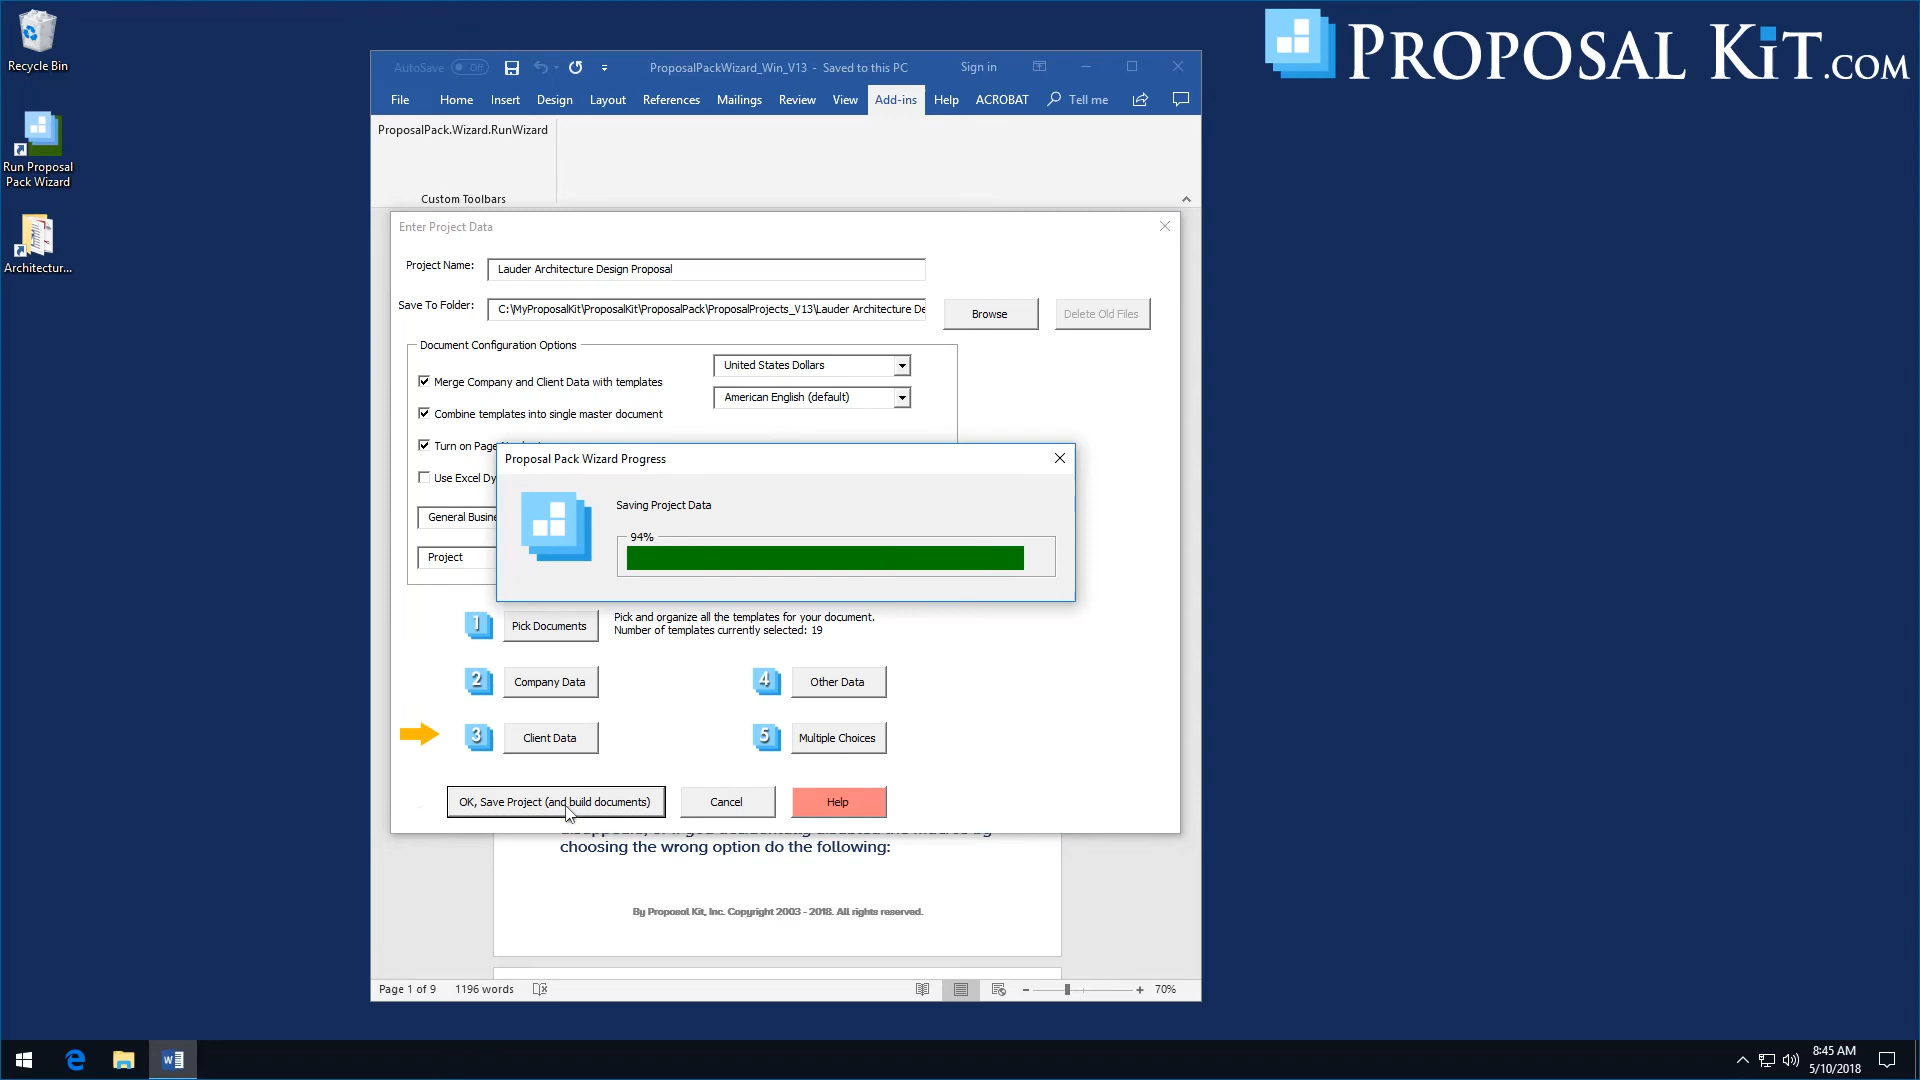 Recycle Bin
Run Proposal
Pack Wizard
Architectur...
PROPOSAL KIT.COM
AutoSave Off
ProposalPackWizard_Win_V13 - Saved to this PC
Sign in
File Home Insert Design Layout References Mailings Review View Add-ins Help ACROBAT Tell me
ProposalPack.Wizard.RunWizard
Custom Toolbars
Enter Project Data
Project Name: Lauder Architecture Design Proposal
Save To Folder: C:\MyProposalKit\ProposalKit\ProposalPack\ProposalProjects_V13\Lauder Architecture De
Browse
Delete Old Files
Document Configuration Options
United States Dollars
Merge Company and Client Data with templates
American English (default)
Combine templates into single master document
Turn on Page
Use Excel Dy
General Busine
Project
Proposal Pack Wizard Progress
Saving Project Data
94%
1 Pick Documents
Pick and organize all the templates for your document.
Number of templates currently selected: 19
2 Company Data
4 Other Data
3 Client Data
5 Multiple Choices
OK, Save Project (and build documents)
Cancel
Help
choosing the wrong option do the following:
By Proposal Kit, Inc. Copyright 2003 - 2018. All rights reserved.
Page 1 of 9 1196 words
70%
8:45 AM
5/10/2018